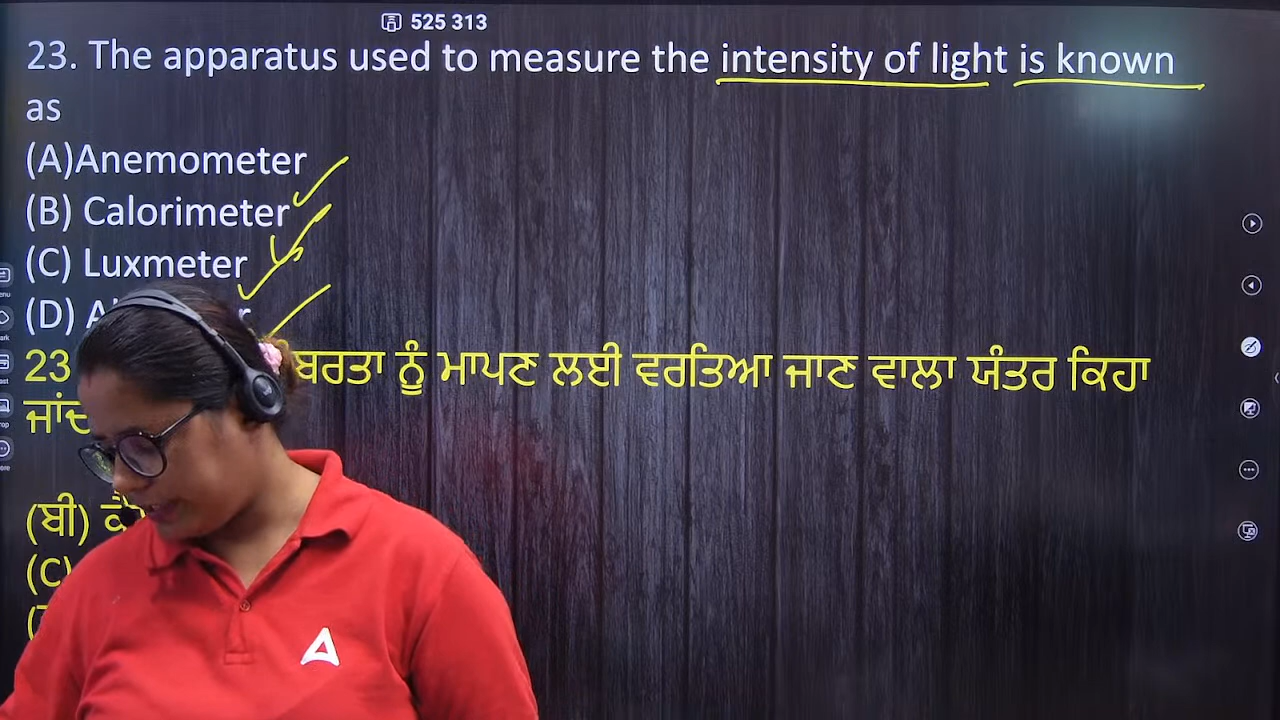 525 313
23. The apparatus used to measure the intensity of light is known
as
(A)Anemometer
(B) Calorimeter
(C) Luxmeter
(D)
23 ਨੂੰ ਮਾਪਣ ਲਈ ਵਰਤਿਆ ਜਾਣ ਵਾਲਾ ਯੰਤਰ ਕਿਹਾ
(ਬੀ)
(C)